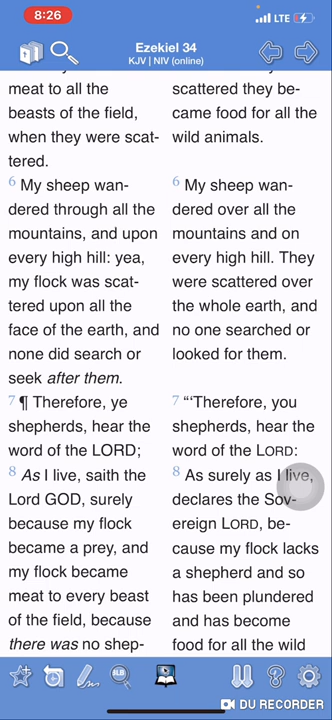 8:26
LTE
Ezekiel 34
KJV | NIV (online)
meat to all the
beasts of the field,
when they were scat-
tered.
6 My sheep wan-
dered through all the
mountains, and upon
every high hill: yea,
my flock was scat-
tered upon all the
face of the earth, and
none did search or
seek after them.
7 ¶ Therefore, ye
shepherds, hear the
word of the LORD;
8 As I live, saith the
Lord GOD, surely
because my flock
became a prey, and
my flock became
meat to every beast
of the field, because
there was no shep-
scattered they be-
came food for all the
wild animals.
6 My sheep wan-
dered over all the
mountains and on
every high hill. They
were scattered over
the whole earth, and
no one searched or
looked for them.
7 “‘Therefore, you
shepherds, hear the
word of the LORD:
8 As surely as I live,
declares the Sov-
ereign LORD, be-
cause my flock lacks
a shepherd and so
has been plundered
and has become
food for all the wild
BLB
DU RECORDER